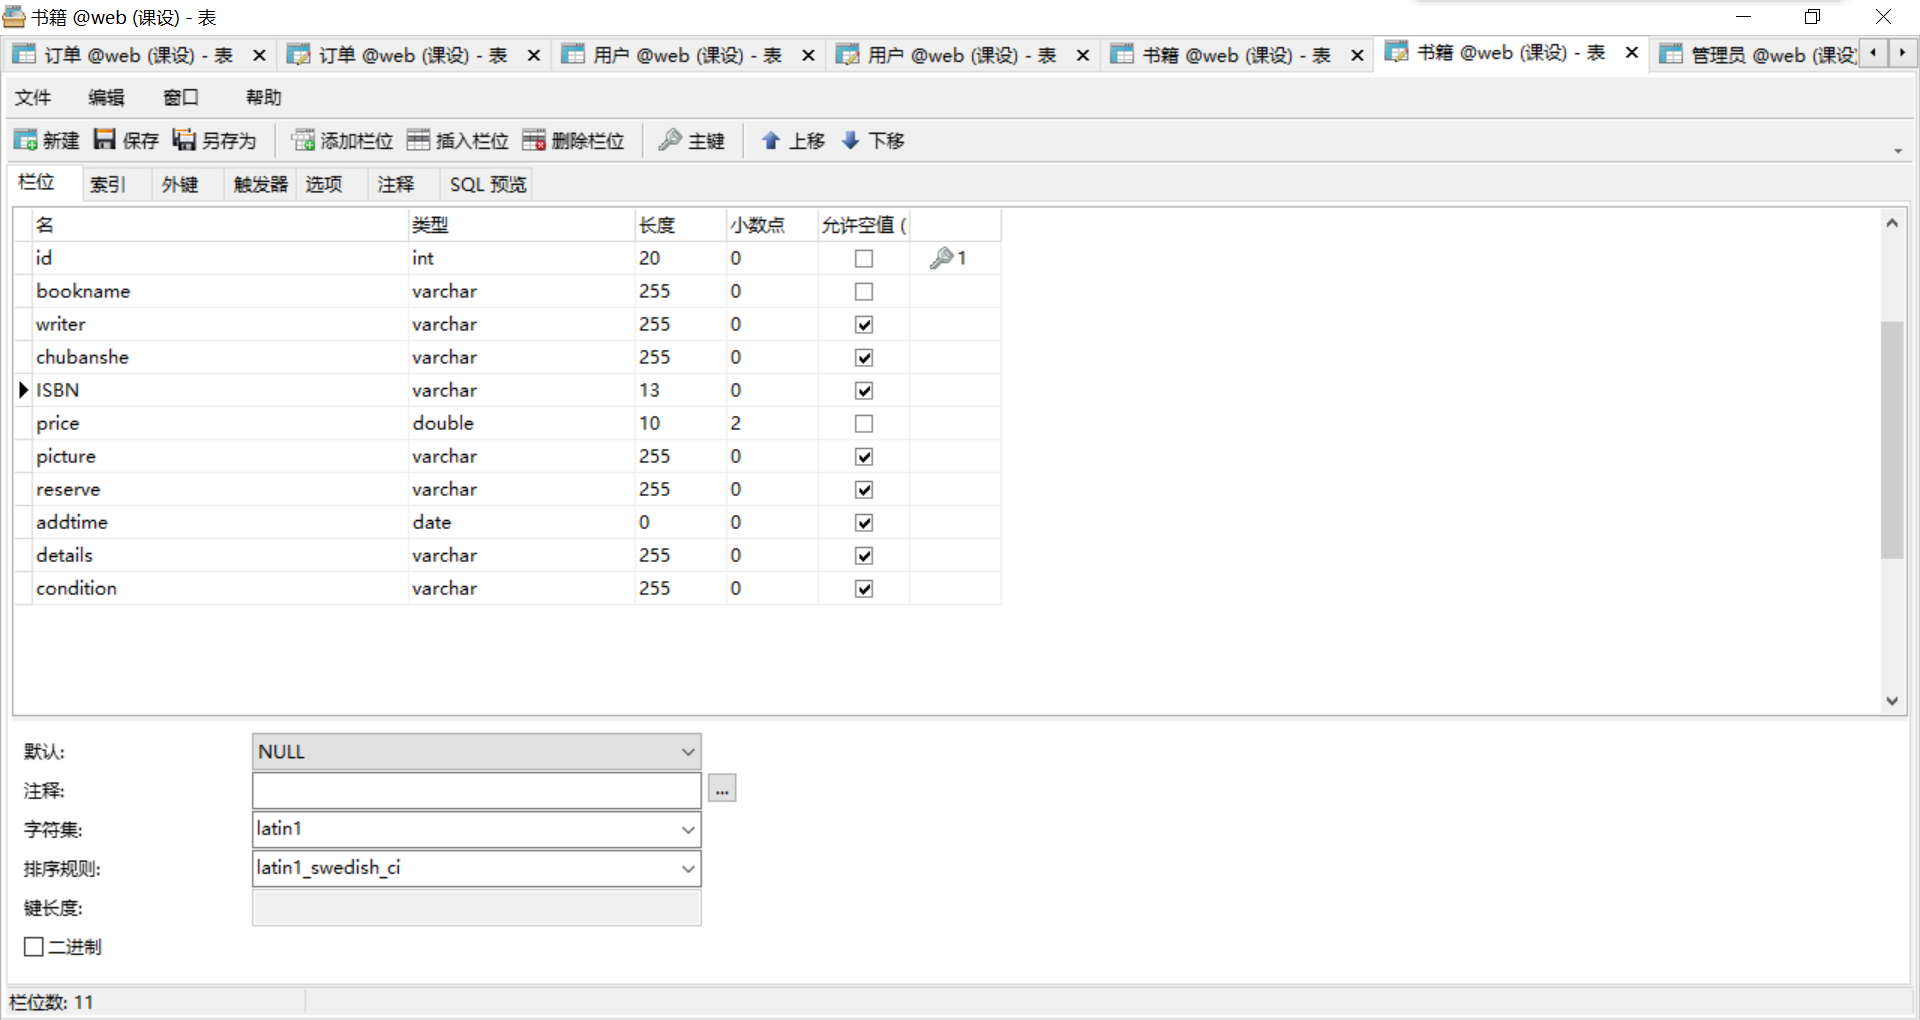 书籍 @web (课设) - 表
订单 @web (课设) - 表 订单 @web (课设) - 表 用户 @web (课设) - 表 用户 @web (课设) - 表 书籍 @web (课设) - 表 书籍 @web (课设) - 表 管理员 @web (课设)
文件 编辑 窗口 帮助
新建 保存 另存为 添加栏位 插入栏位 删除栏位 主键 上移 下移
栏位 索引 外键 触发器 选项 注释 SQL 预览
名 类型 长度 小数点 允许空值 (
id int 20 0 1
bookname varchar 255 0
writer varchar 255 0
chubanshe varchar 255 0
ISBN varchar 13 0
price double 10 2
picture varchar 255 0
reserve varchar 255 0
addtime date 0 0
details varchar 255 0
condition varchar 255 0
默认: NULL
注释: ...
字符集: latin1
排序规则: latin1_swedish_ci
键长度:
二进制
栏位数: 11